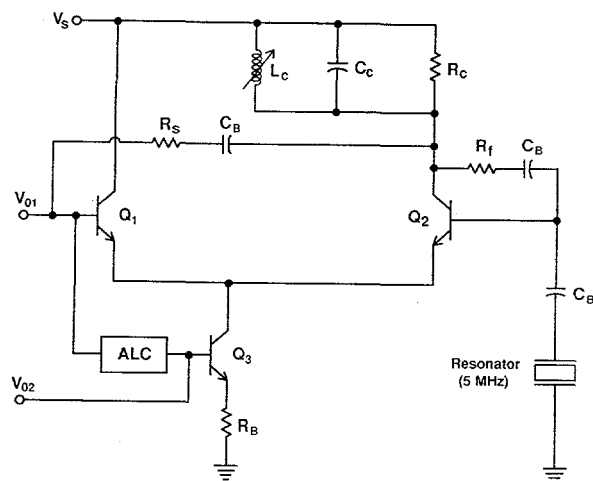 Vs
Lc
Cc
Rc
Rs
CB
Rf
CB
V01
Q1
Q2
CB
ALC
Q3
Resonator
(5 MHz)
V02
RB